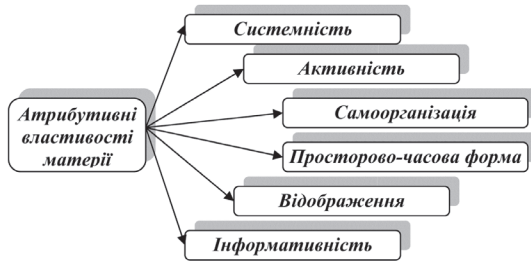 Атрибутивні
властивості
матерії
Системність
Активність
Самоорганізація
Просторово-часова форма
Відображення
Інформативність